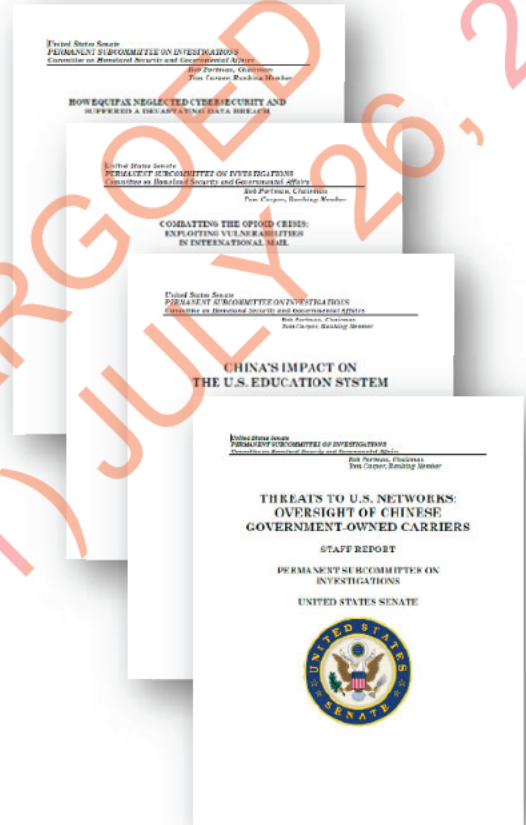 United States Senate
PERMANENT SUBCOMMITTEE ON INVESTIGATIONS
Committee on Homeland Security and Governmental Affairs
Rob Portman, Chairman
Tom Carper, Ranking Member
HOW EQUIFAX NEGLECTED CYBERSECURITY AND
SUFFERED A DEVASTATING DATA BREACH
United States Senate
PERMANENT SUBCOMMITTEE ON INVESTIGATIONS
Committee on Homeland Security and Governmental Affairs
Rob Portman, Chairman
Tom Carper, Ranking Member
COMBATTING THE OPIOID CRISIS:
EXPLOITING VULNERABILITIES
IN INTERNATIONAL MAIL
United States Senate
PERMANENT SUBCOMMITTEE ON INVESTIGATIONS
Committee on Homeland Security and Governmental Affairs
Rob Portman, Chairman
Tom Carper, Ranking Member
CHINA'S IMPACT ON
THE U.S. EDUCATION SYSTEM
United States Senate
PERMANENT SUBCOMMITTEE ON INVESTIGATIONS
Committee on Homeland Security and Governmental Affairs
Rob Portman, Chairman
Tom Carper, Ranking Member
THREATS TO U.S. NETWORKS:
OVERSIGHT OF CHINESE
GOVERNMENT-OWNED CARRIERS
STAFF REPORT
PERMANENT SUBCOMMITTEE ON
INVESTIGATIONS
UNITED STATES SENATE
UNITED STATES
SENATE
JULY 26,